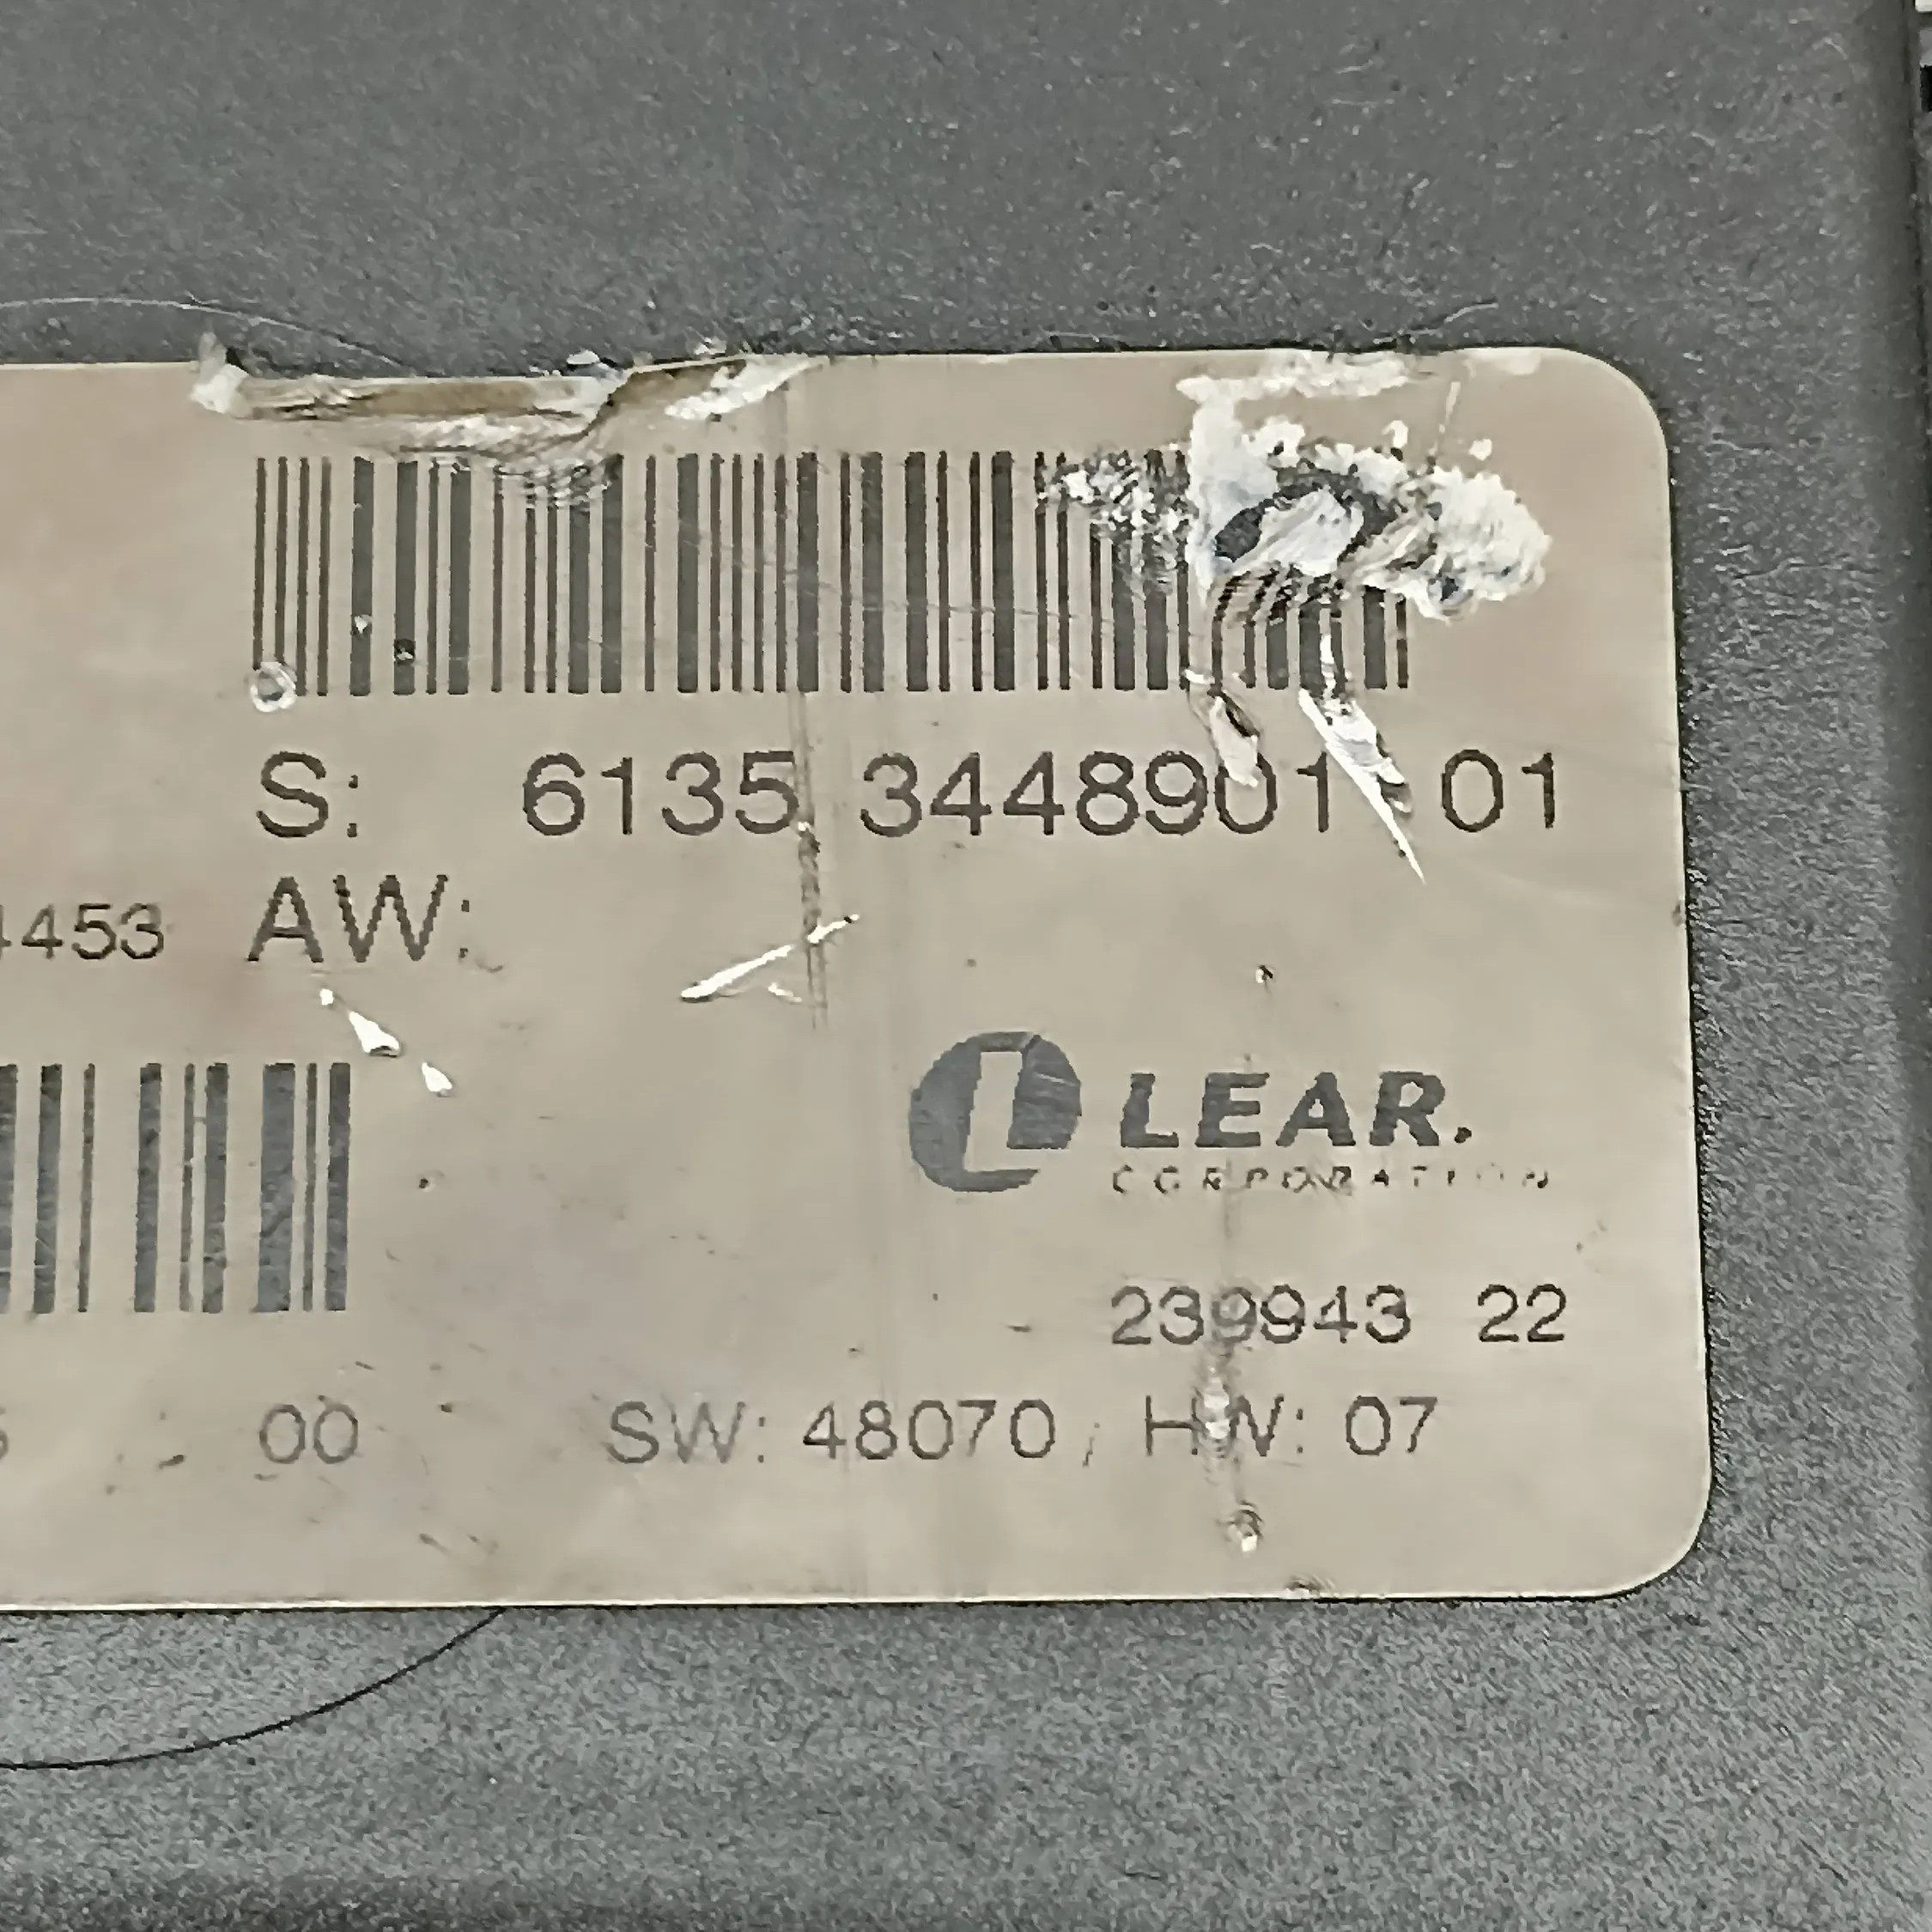 S: 6135 3448901 01
4453 AW:
LEAR.
CORPORATION
239943 22
00 SW: 48070 / HW: 07